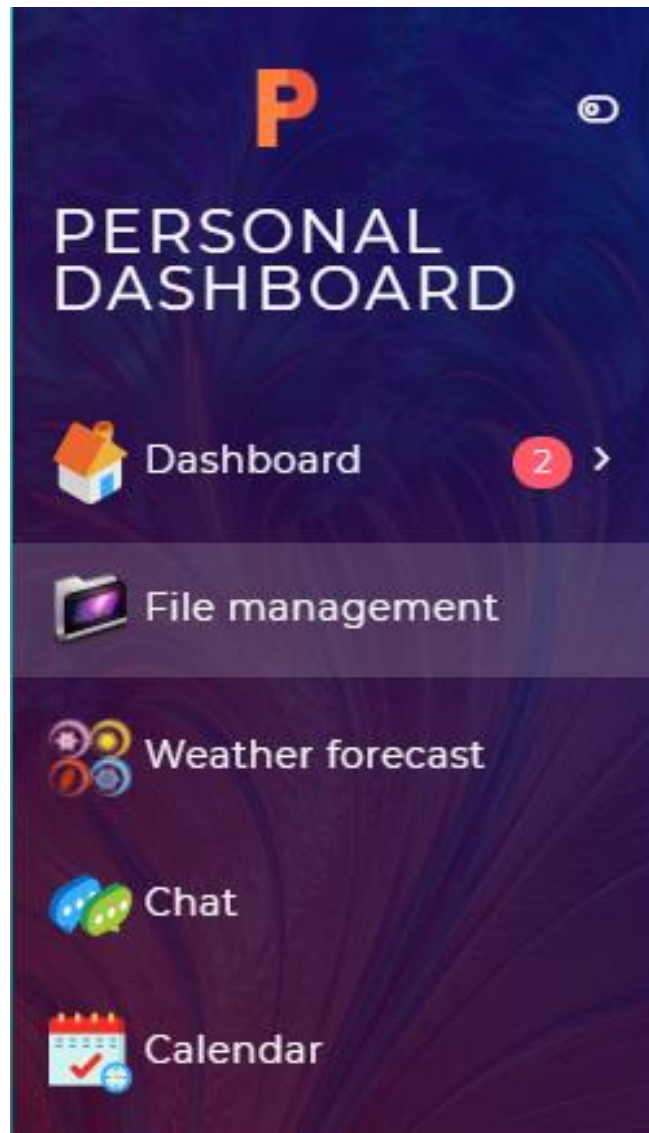 P
PERSONAL
DASHBOARD
Dashboard 2
File management
Weather forecast
Chat
Calendar